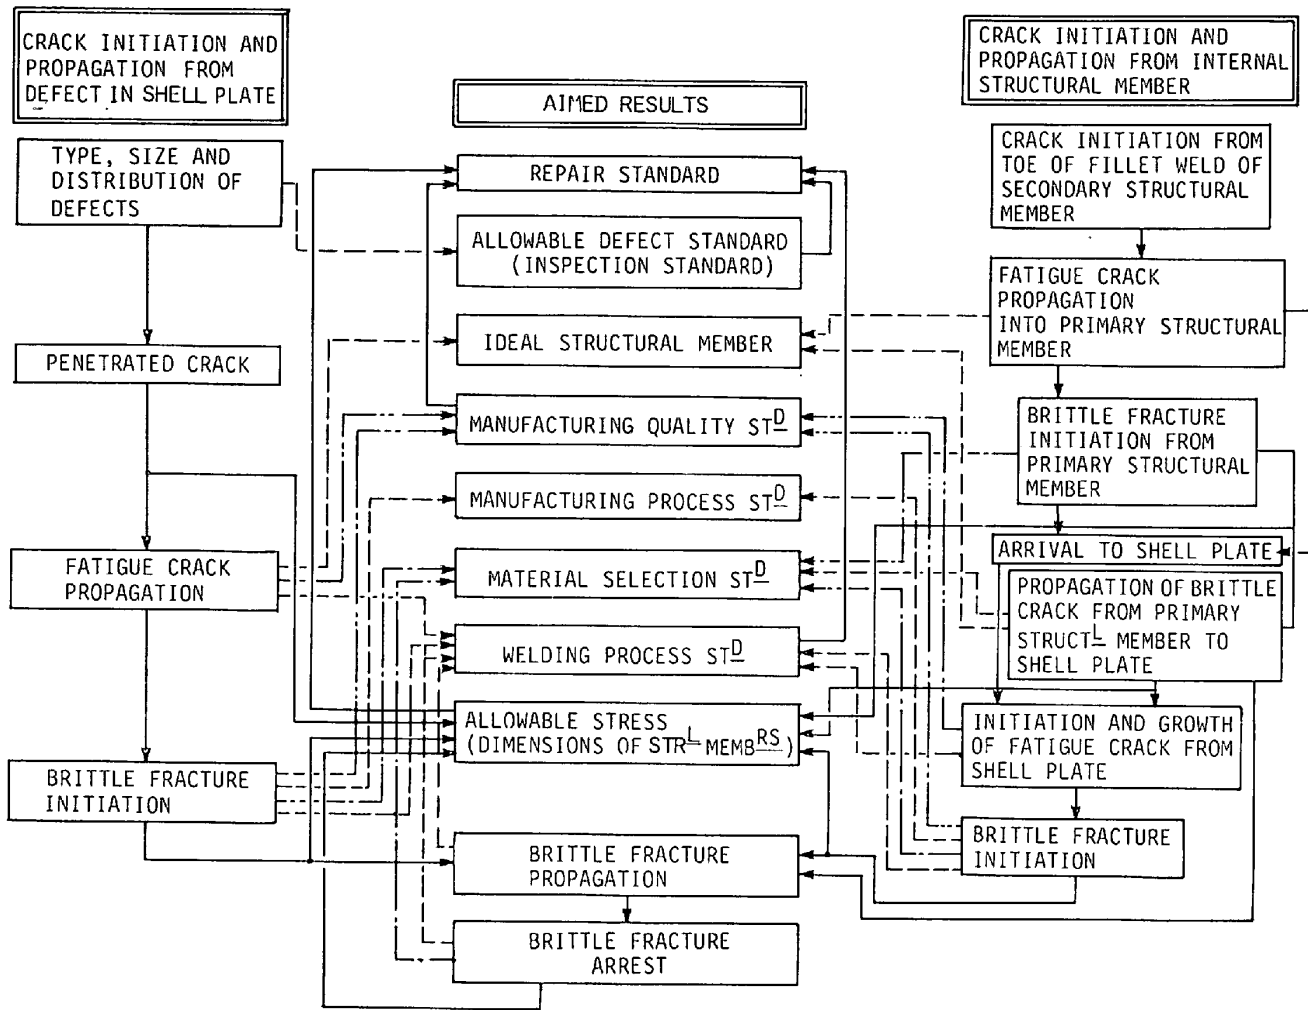 CRACK INITIATION AND
PROPAGATION FROM
DEFECT IN SHELL PLATE
TYPE, SIZE AND
DISTRIBUTION OF
DEFECTS
PENETRATED CRACK
FATIGUE CRACK
PROPAGATION
BRITTLE FRACTURE
INITIATION
AIMED RESULTS
REPAIR STANDARD
ALLOWABLE DEFECT STANDARD
(INSPECTION STANDARD)
IDEAL STRUCTURAL MEMBER
MANUFACTURING QUALITY STD
MANUFACTURING PROCESS STD
MATERIAL SELECTION STD
WELDING PROCESS STD
ALLOWABLE STRESS
(DIMENSIONS OF STRL MEMBRS)
BRITTLE FRACTURE
PROPAGATION
BRITTLE FRACTURE
ARREST
CRACK INITIATION AND
PROPAGATION FROM INTERNAL
STRUCTURAL MEMBER
CRACK INITIATION FROM
TOE OF FILLET WELD OF
SECONDARY STRUCTURAL
MEMBER
FATIGUE CRACK
PROPAGATION
INTO PRIMARY STRUCTURAL
MEMBER
BRITTLE FRACTURE
INITIATION FROM
PRIMARY STRUCTURAL
MEMBER
ARRIVAL TO SHELL PLATE
PROPAGATION OF BRITTLE
CRACK FROM PRIMARY
STRUCTL MEMBER TO
SHELL PLATE
INITIATION AND GROWTH
OF FATIGUE CRACK FROM
SHELL PLATE
BRITTLE FRACTURE
INITIATION